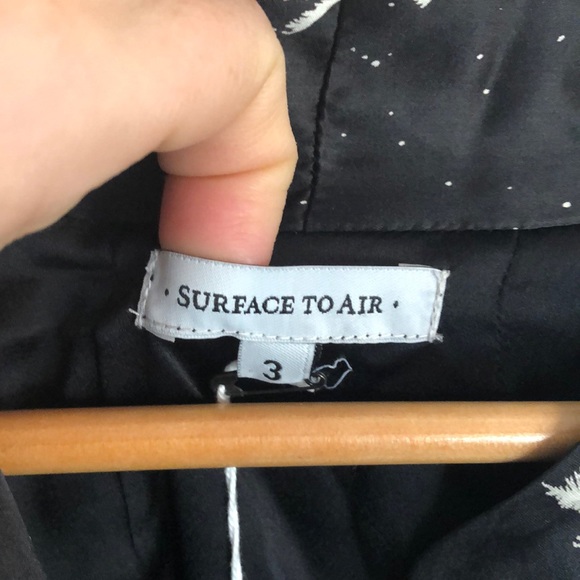 · SURFACE TO AIR ·
3